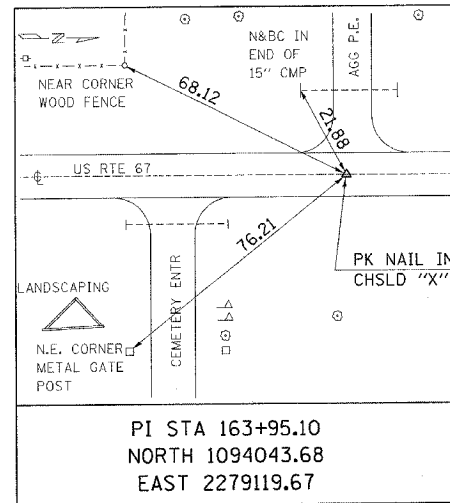 N
NEAR CORNER
WOOD FENCE
68.12
N&BC IN
END OF
15" CMP
AGG P.E.
21.88
℄
US RTE 67
76.21
PK NAIL IN
CHSLD "X"
LANDSCAPING
CEMETERY ENTR
N.E. CORNER
METAL GATE
POST
PI STA 163+95.10
NORTH 1094043.68
EAST 2279119.67